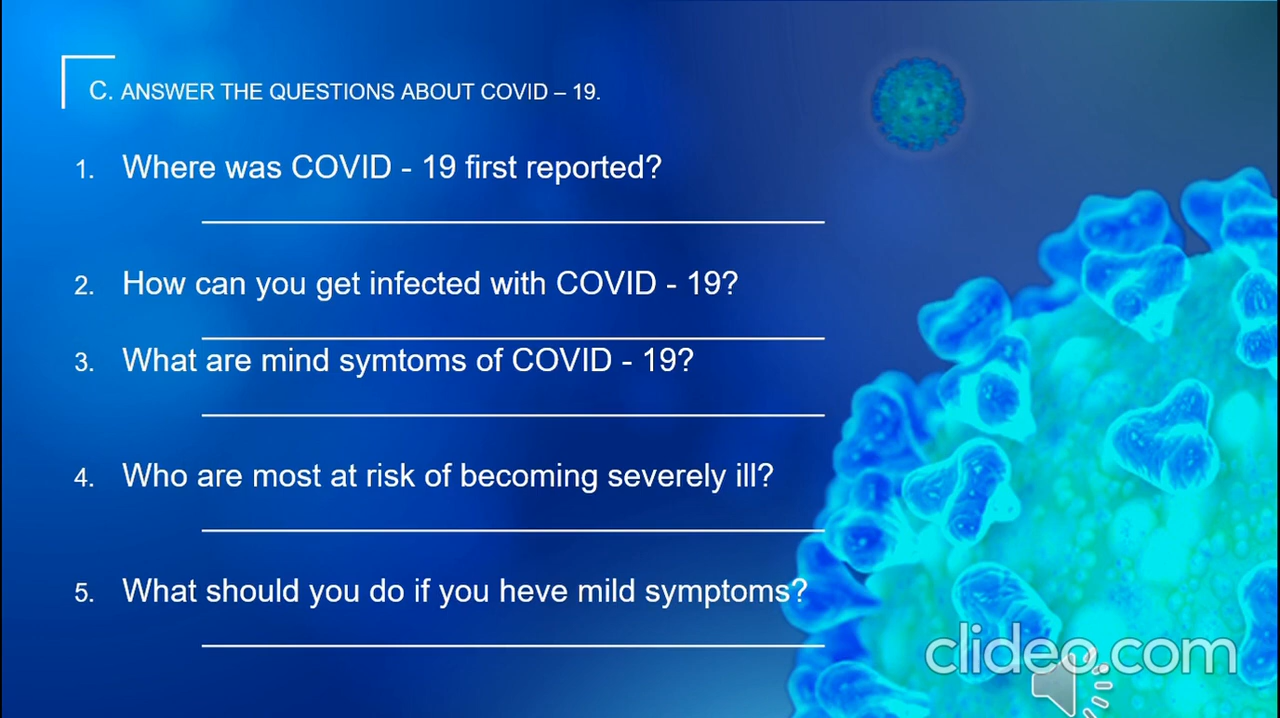 C. ANSWER THE QUESTIONS ABOUT COVID – 19.
1. Where was COVID - 19 first reported?
2. How can you get infected with COVID - 19?
3. What are mind symtoms of COVID - 19?
4. Who are most at risk of becoming severely ill?
5. What should you do if you heve mild symptoms?
clideo.com